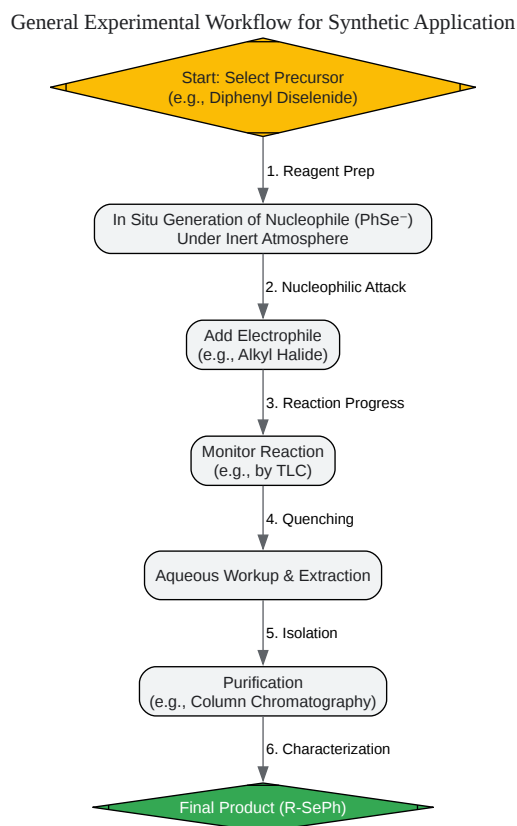 General Experimental Workflow for Synthetic Application
Start: Select Precursor
(e.g., Diphenyl Diselenide)
1. Reagent Prep
In Situ Generation of Nucleophile (PhSe⁻)
Under Inert Atmosphere
2. Nucleophilic Attack
Add Electrophile
(e.g., Alkyl Halide)
3. Reaction Progress
Monitor Reaction
(e.g., by TLC)
4. Quenching
Aqueous Workup & Extraction
5. Isolation
Purification
(e.g., Column Chromatography)
6. Characterization
Final Product (R-SePh)